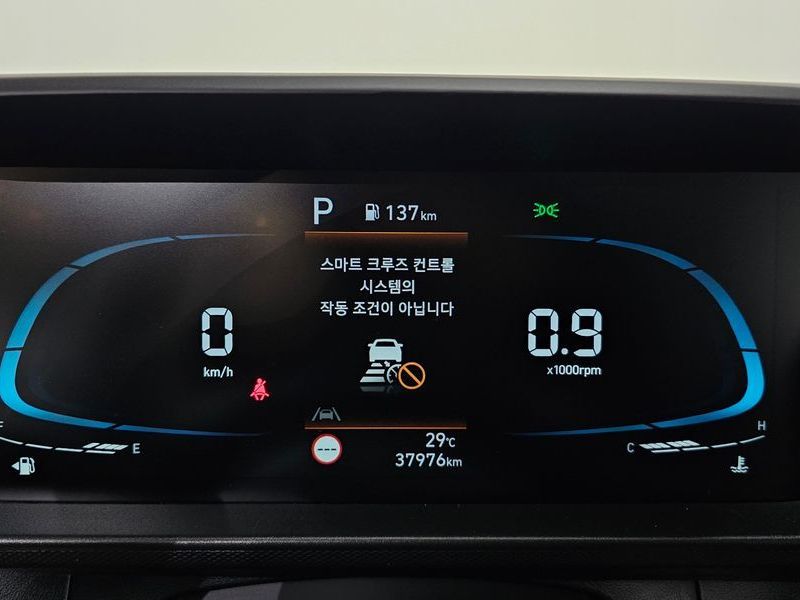 P 137km
스마트 크루즈 컨트롤
시스템의
작동 조건이 아닙니다
0
km/h
0.9
x1000rpm
F
E
29℃
37976km
C
H